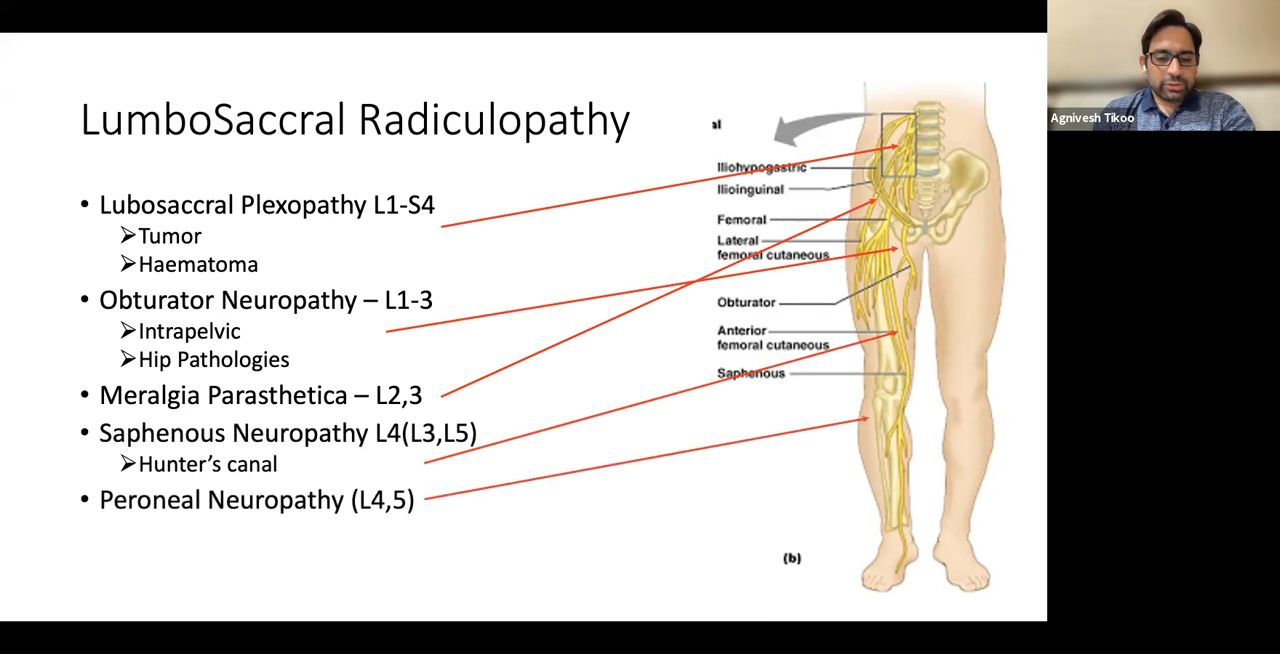 LumboSaccral Radiculopathy
• Lubosaccral Plexopathy L1-S4
➢Tumor
➢Haematoma
• Obturator Neuropathy – L1-3
➢Intrapelvic
➢Hip Pathologies
• Meralgia Parasthetica – L2,3
• Saphenous Neuropathy L4(L3,L5)
➢Hunter's canal
• Peroneal Neuropathy (L4,5)
al
Iliohypogastric
Ilioinguinal
Femoral
Lateral
femoral cutaneous
Obturator
Anterior
femoral cutaneous
Saphenous
(b)
Agnivesh Tikoo